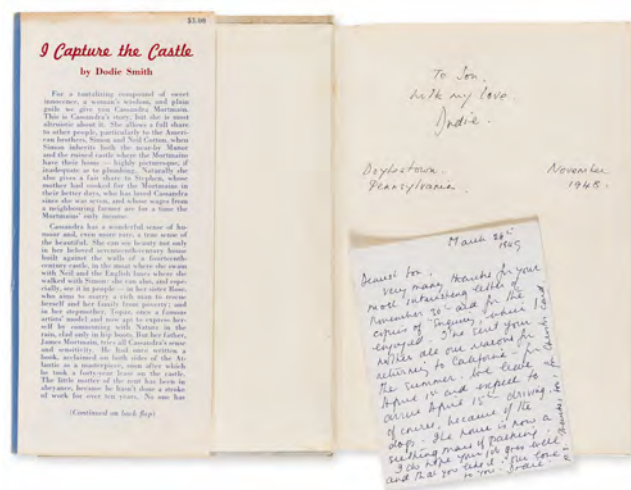 $3.00
I Capture the Castle
by Dodie Smith
For a tantalizing compound of sweet
innocence, a woman's wisdom, and plain
guile we give you Cassandra Mortmain.
This is Cassandra's story, but she is most
altruistic about it. She allows a full share
to other people, particularly to the Ameri-
can brothers, Simon and Neil Cotton, when
Simon inherits both the near-by Manor
and the ruined castle where the Mortmains
have their home — highly picturesque, if
inadequate as to plumbing. Naturally she
also gives a fair share to Stephen, whose
mother had cooked for the Mortmains in
their better days, who has loved Cassandra
since she was seven, and whose wages from
a neighbouring farmer are for a time the
Mortmains' only income.
Cassandra has a wonderful sense of hu-
mour and, even more rare, a true sense of
the beautiful. She can see beauty not only
in her beloved seventeenth-century house
built against the walls of a fourteenth-
century castle, in the moat where she swam
with Neil and the English lanes where she
walked with Simon: she can also, and espe-
cially, see it in people — in her sister Rose,
who aims to marry a rich man to rescue
herself and her family from poverty; and
in her stepmother, Topaz, once a famous
artists' model and now apt to express her-
self by communing with Nature in the
rain, clad only in hip boots. But her father,
James Mortmain, tries all Cassandra's sense
and sensitivity. He had once written a
book, acclaimed on both sides of the At-
lantic as a masterpiece, soon after which
he took a forty-year lease on the castle.
The little matter of the rent has been in
abeyance, because he hasn't done a stroke
of work for over ten years. No one has
(Continued on back flap)
To Jon.
with my love.
Dodie.
Doylestown.
Pennsylvania.
November
1948.
March 26th
1949
Dearest Jon.
Very many thanks for your
most interesting letter of
November 30th and for the
copies of "Inquiry", which I
enjoyed. I've sent your
mother all our reasons for
returning to California – for
the summer. We leave at
April 1st and expect to
arrive April 15th – driving,
of course, because of the
dogs. The house is now a
seething mass of packing.
I do hope your job goes well
and that you like it. Our love
to you. Dodie.